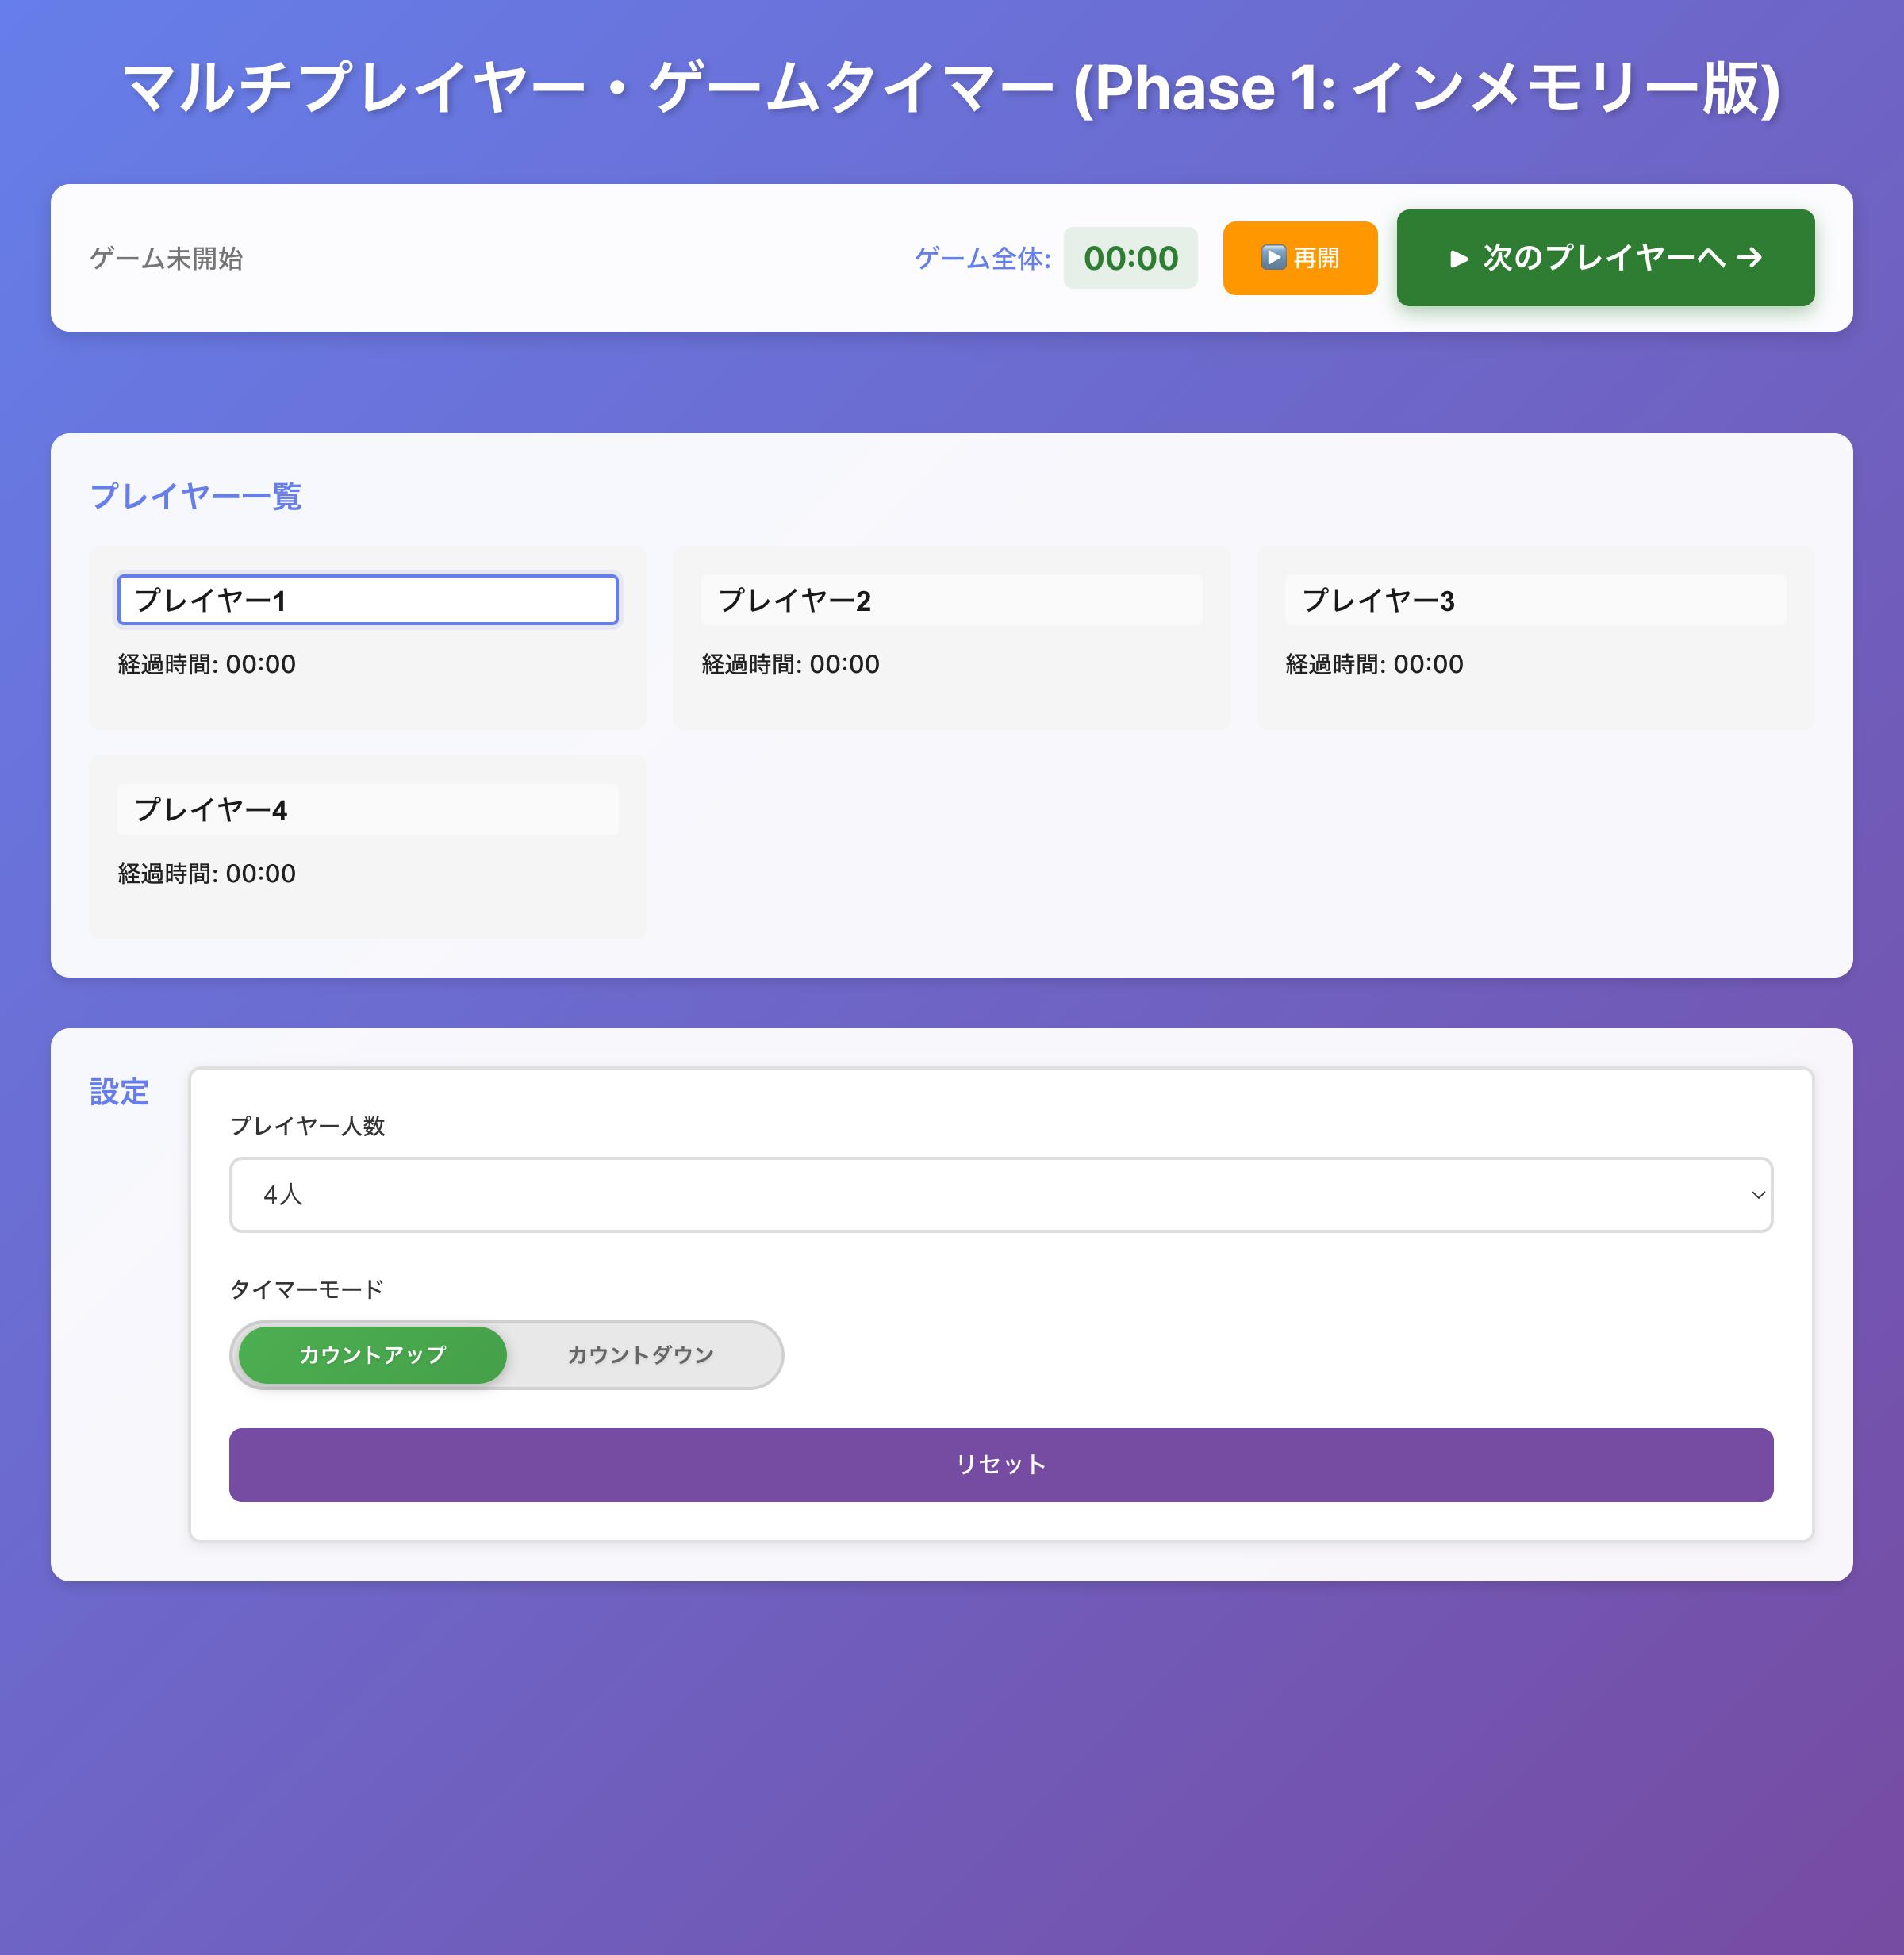 マルチプレイヤー・ゲームタイマー (Phase 1: インメモリー版)
ゲーム未開始
ゲーム全体: 00:00
▶️ 再開
▶ 次のプレイヤーへ →
プレイヤー一覧
プレイヤー1
経過時間: 00:00
プレイヤー2
経過時間: 00:00
プレイヤー3
経過時間: 00:00
プレイヤー4
経過時間: 00:00
設定
プレイヤー人数
4人
タイマーモード
カウントアップ
カウントダウン
リセット